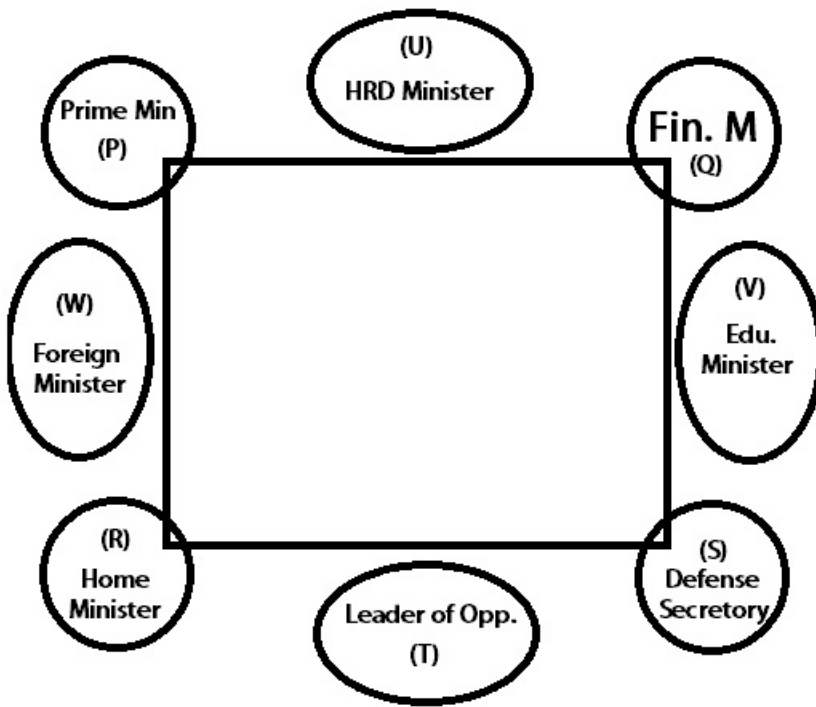 (U)
HRD Minister
Prime Min
(P)
Fin. M
(Q)
(W)
Foreign
Minister
(V)
Edu.
Minister
(R)
Home
Minister
Leader of Opp.
(T)
(S)
Defense
Secretory